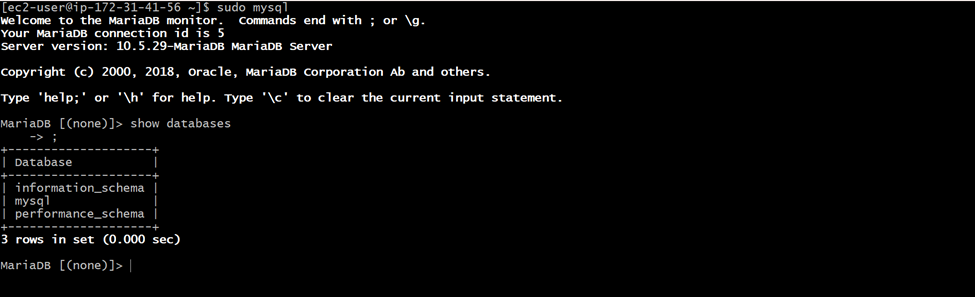 [ec2-user@ip-172-31-41-56 ~]$ sudo mysql
Welcome to the MariaDB monitor.  Commands end with ; or \g.
Your MariaDB connection id is 5
Server version: 10.5.29-MariaDB MariaDB Server
Copyright (c) 2000, 2018, Oracle, MariaDB Corporation Ab and others.
Type 'help;' or '\h' for help. Type '\c' to clear the current input statement.
MariaDB [(none)]> show databases
    -> ;
+--------------------+
| Database           |
+--------------------+
| information_schema |
| mysql              |
| performance_schema |
+--------------------+
3 rows in set (0.000 sec)
MariaDB [(none)]>